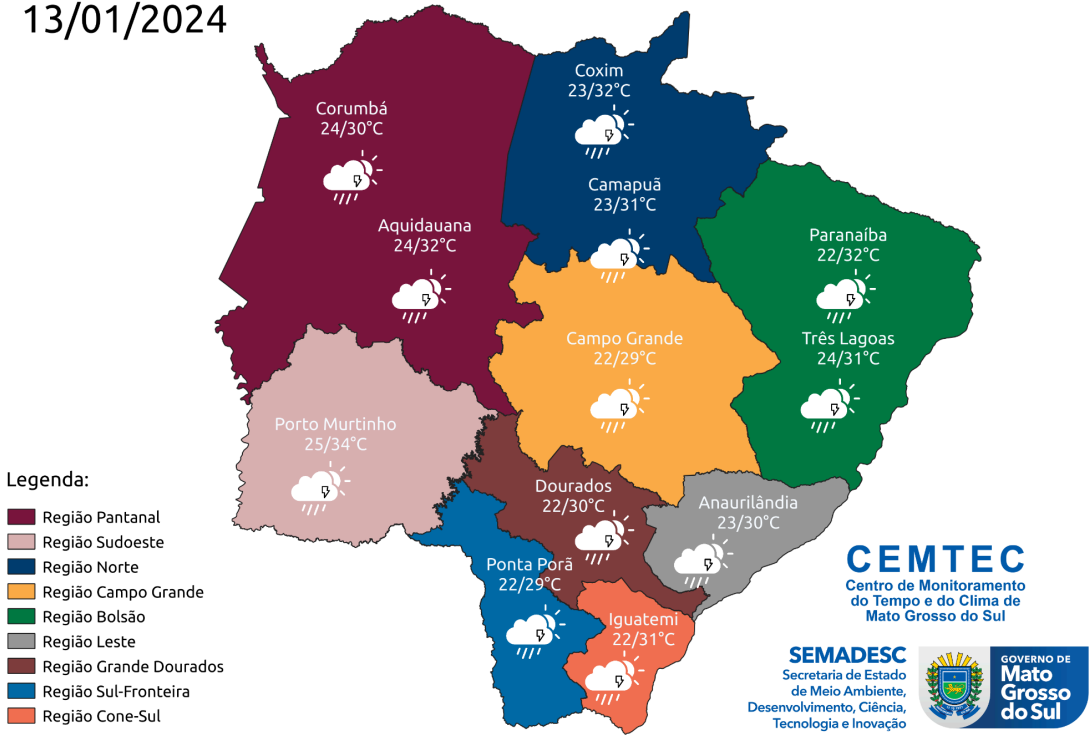 13/01/2024
Corumbá
24/30°C
Coxim
23/32°C
Camapuã
23/31°C
Aquidauana
24/32°C
Paranaíba
22/32°C
Campo Grande
22/29°C
Três Lagoas
24/31°C
Porto Murtinho
25/34°C
Dourados
22/30°C
Anaurilândia
23/30°C
Ponta Porã
22/29°C
Iguatemi
22/31°C
Legenda:
Região Pantanal
Região Sudoeste
Região Norte
Região Campo Grande
Região Bolsão
Região Leste
Região Grande Dourados
Região Sul-Fronteira
Região Cone-Sul
CEMTEC
Centro de Monitoramento
do Tempo e do Clima de
Mato Grosso do Sul
SEMADESC
Secretaria de Estado
de Meio Ambiente,
Desenvolvimento, Ciência,
Tecnologia e Inovação
GOVERNO DE
Mato
Grosso
do Sul